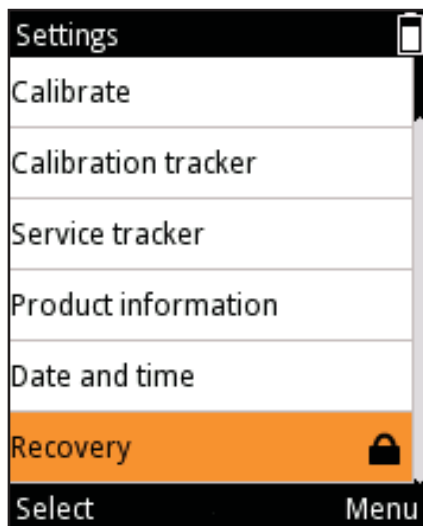 Settings
Calibrate
Calibration tracker
Service tracker
Product information
Date and time
Recovery
Select Menu